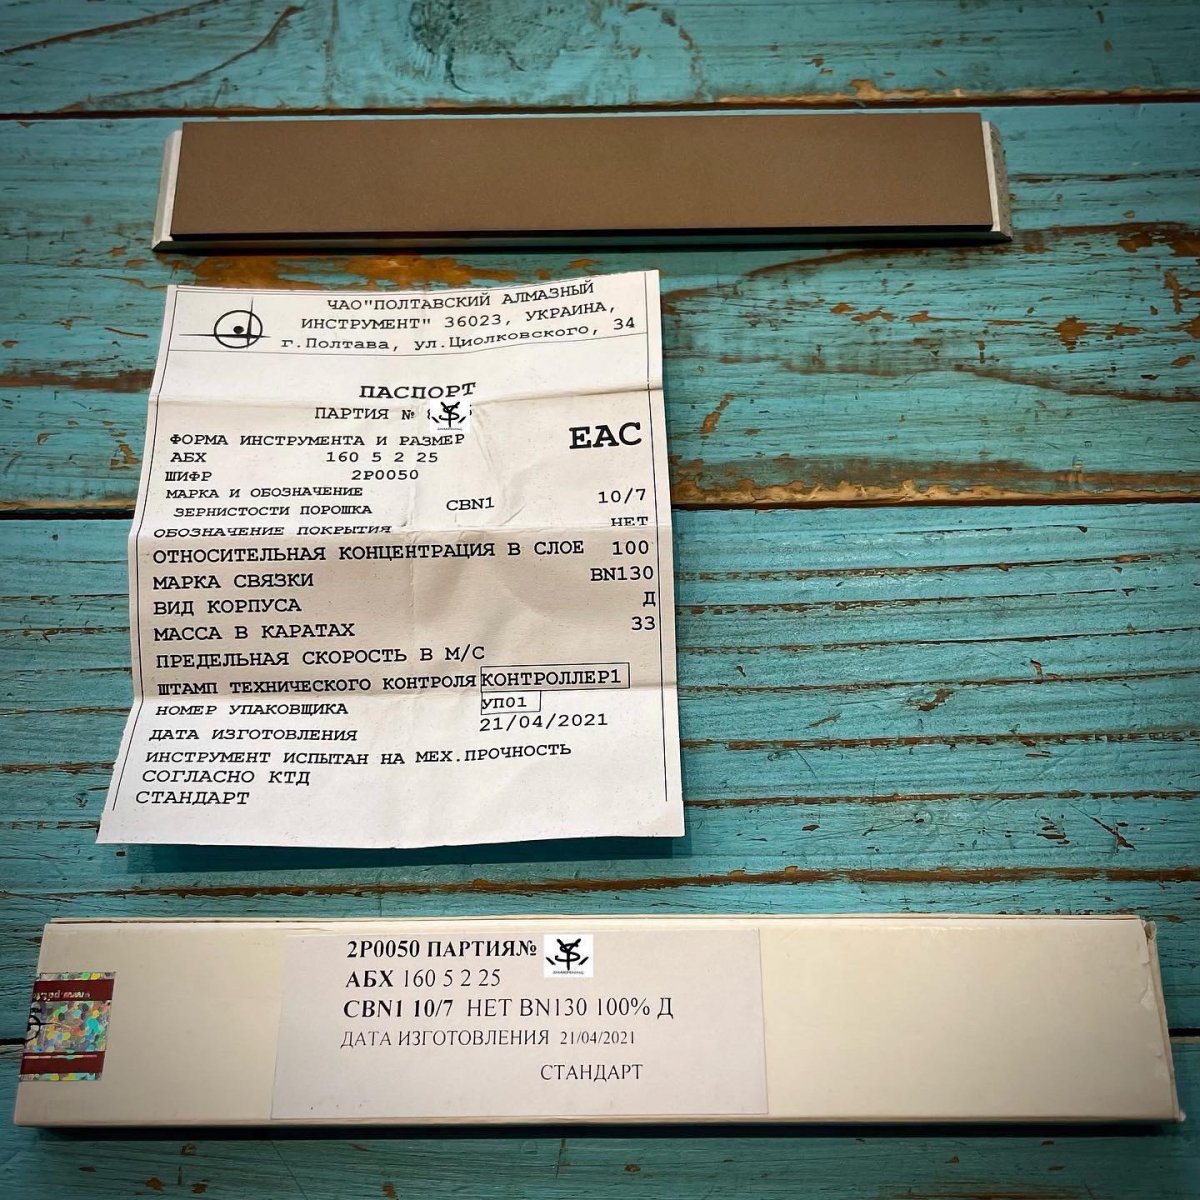 ЧАО"ПОЛТАВСКИЙ АЛМАЗНЫЙ
ИНСТРУМЕНТ" 36023, УКРАИНА,
г.Полтава, ул.Циолковского, 34
ПАСПОРТ
ПАРТИЯ №
ФОРМА ИНСТРУМЕНТА И РАЗМЕР
EAC
АБХ 160 5 2 25
ШИФР 2P0050
МАРКА И ОБОЗНАЧЕНИЕ
ЗЕРНИСТОСТИ ПОРОШКА CBN1 10/7
ОБОЗНАЧЕНИЕ ПОКРЫТИЯ НЕТ
ОТНОСИТЕЛЬНАЯ КОНЦЕНТРАЦИЯ В СЛОЕ 100
МАРКА СВЯЗКИ BN130
ВИД КОРПУСА Д
МАССА В КАРАТАХ 33
ПРЕДЕЛЬНАЯ СКОРОСТЬ В М/С
ШТАМП ТЕХНИЧЕСКОГО КОНТРОЛЯ КОНТРОЛЛЕР1
НОМЕР УПАКОВЩИКА УП01
ДАТА ИЗГОТОВЛЕНИЯ 21/04/2021
ИНСТРУМЕНТ ИСПЫТАН НА МЕХ.ПРОЧНОСТЬ
СОГЛАСНО КТД
СТАНДАРТ
2P0050 ПАРТИЯ№
АБХ 160 5 2 25
CBN1 10/7 НЕТ BN130 100% Д
ДАТА ИЗГОТОВЛЕНИЯ 21/04/2021
СТАНДАРТ